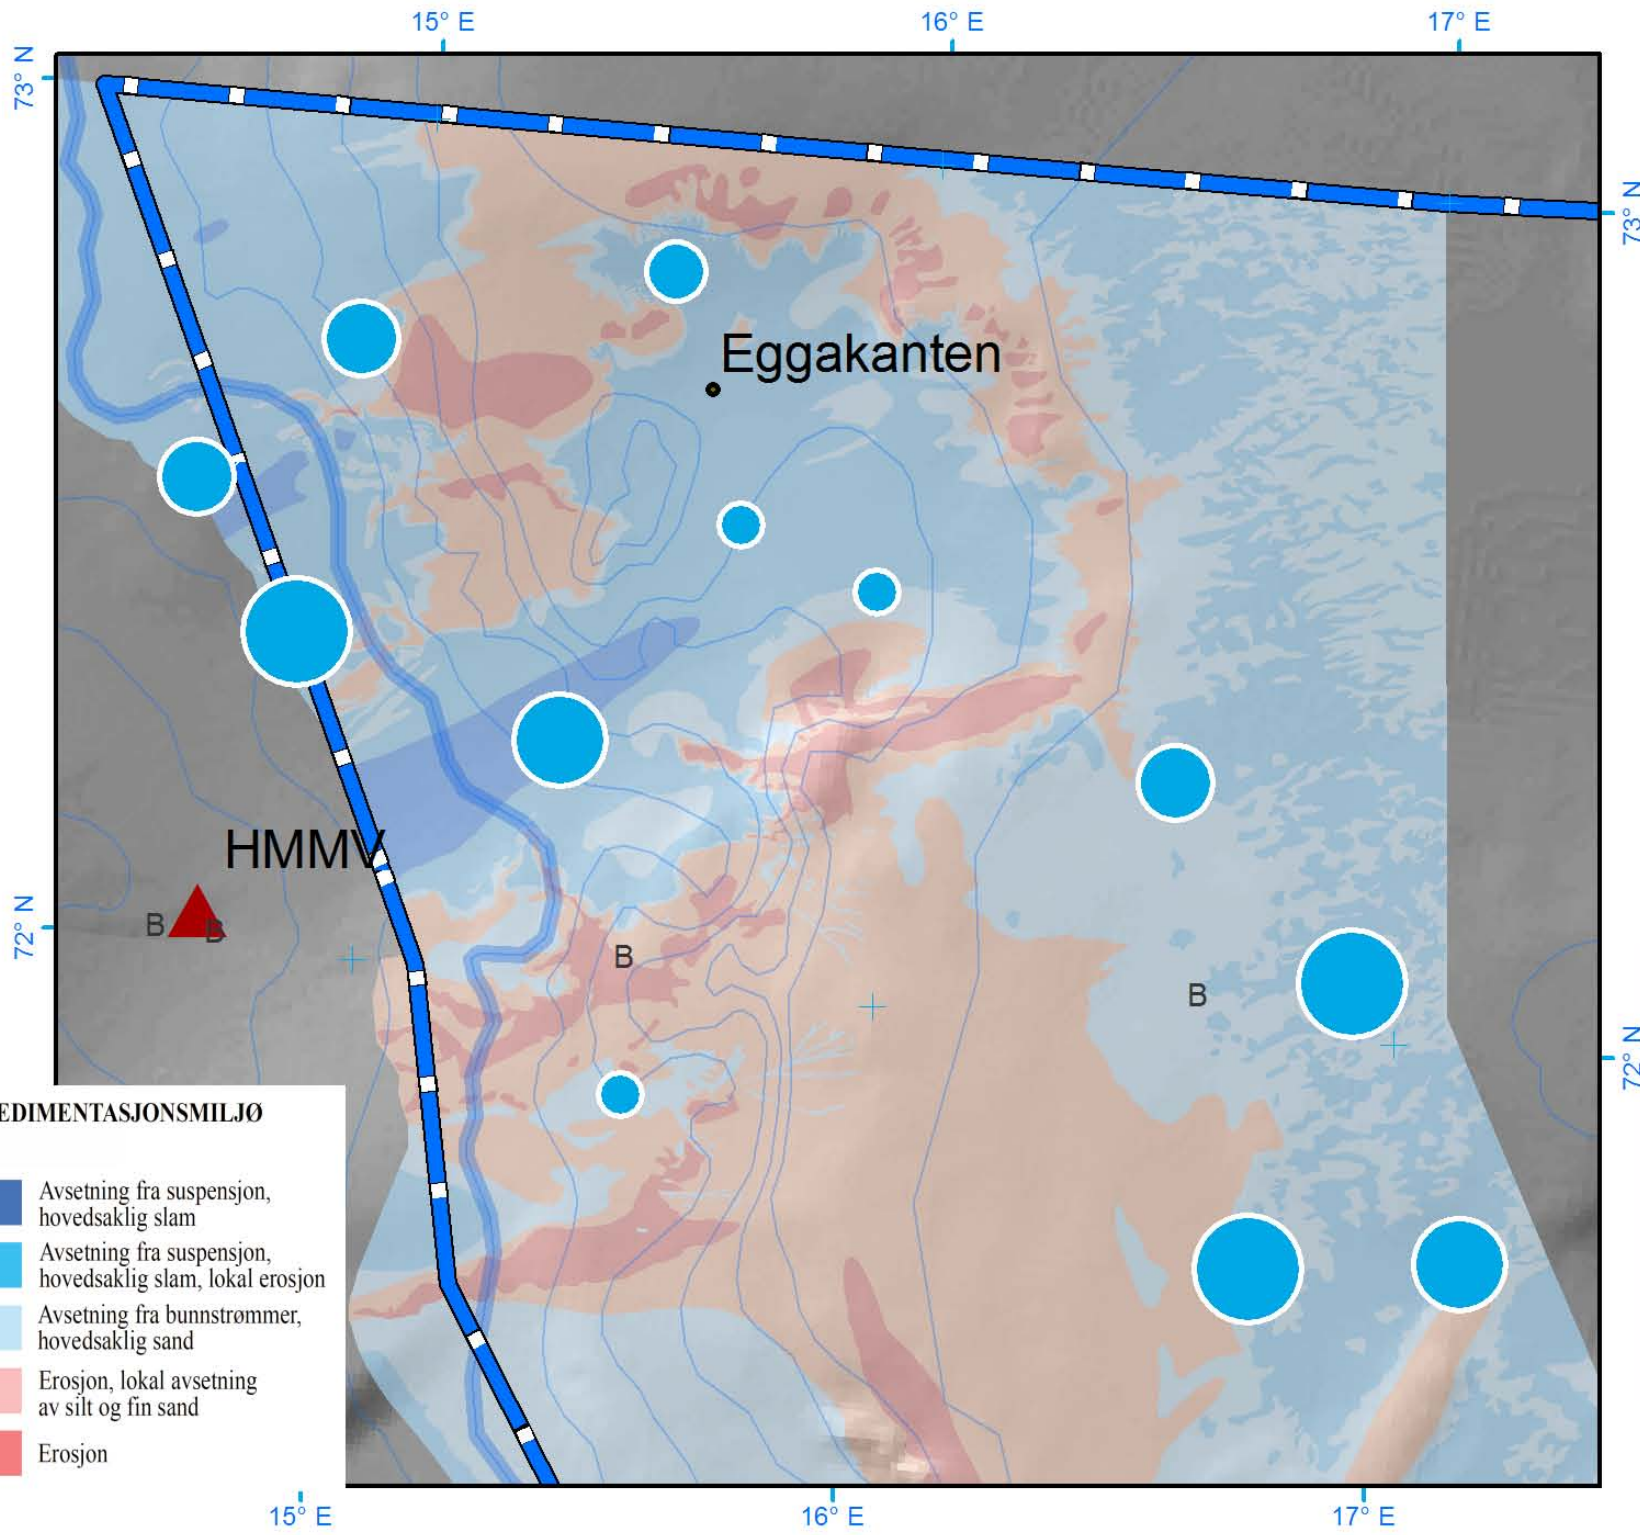 15° E 16° E 17° E
73° N
73° N
Eggakanten
HMMV
B B
B
B
72° N
72° N
EDIMENTASJONSMILJØ
Avsetning fra suspensjon,
hovedsaklig slam
Avsetning fra suspensjon,
hovedsaklig slam, lokal erosjon
Avsetning fra bunnstrømmer,
hovedsaklig sand
Erosjon, lokal avsetning
av silt og fin sand
Erosjon
15° E 16° E 17° E